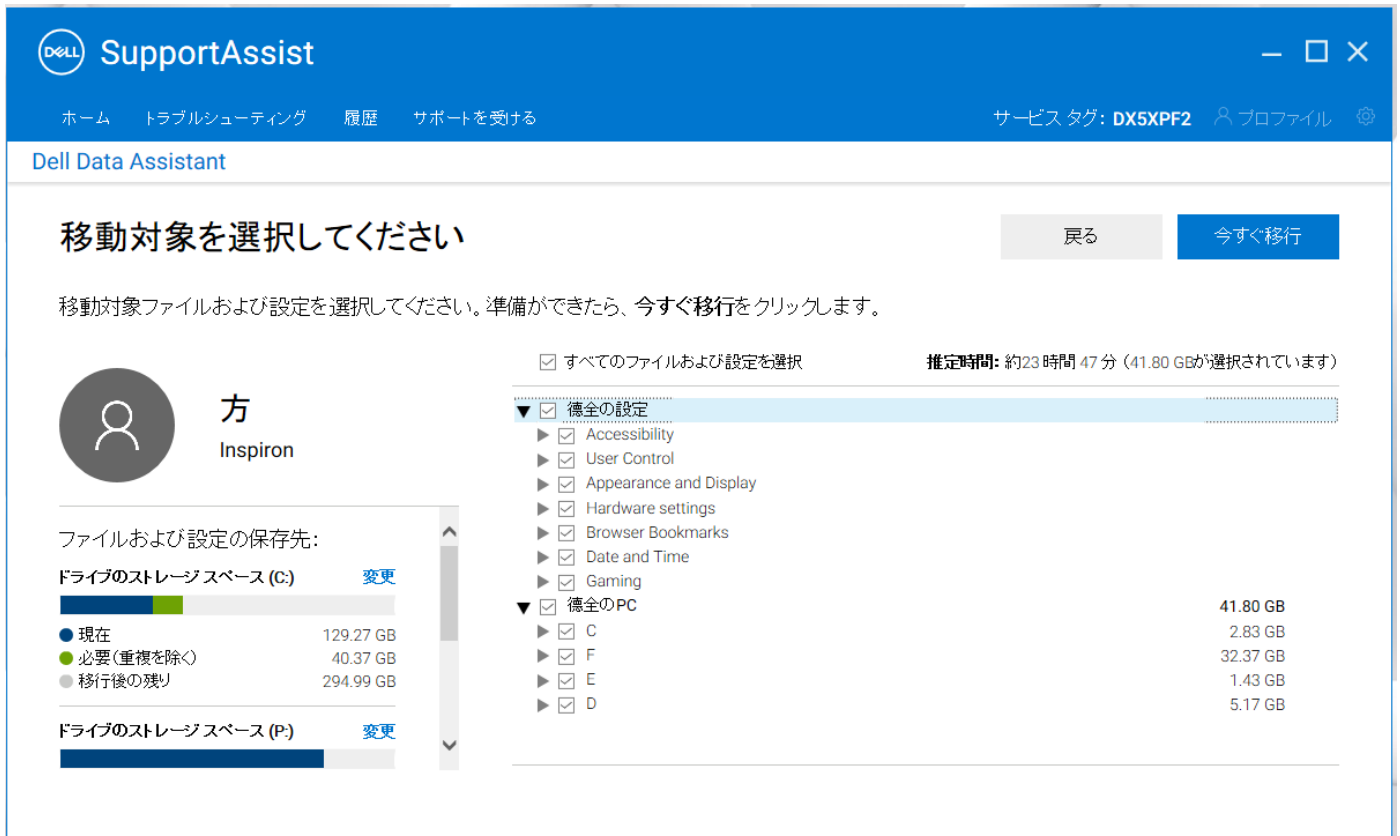 DELL SupportAssist
ホーム トラブルシューティング 履歴 サポートを受ける サービス タグ: DX5XPF2 プロファイル
Dell Data Assistant
移動対象を選択してください
戻る 今すぐ移行
移動対象ファイルおよび設定を選択してください。準備ができたら、今すぐ移行をクリックします。
すべてのファイルおよび設定を選択 推定時間: 約23 時間 47 分 (41.80 GBが選択されています)
方
Inspiron
ファイルおよび設定の保存先:
ドライブのストレージ スペース (C:) 変更
現在 129.27 GB
必要(重複を除く) 40.37 GB
移行後の残り 294.99 GB
ドライブのストレージ スペース (P:) 変更
德全の設定
Accessibility
User Control
Appearance and Display
Hardware settings
Browser Bookmarks
Date and Time
Gaming
德全のPC 41.80 GB
C 2.83 GB
F 32.37 GB
E 1.43 GB
D 5.17 GB